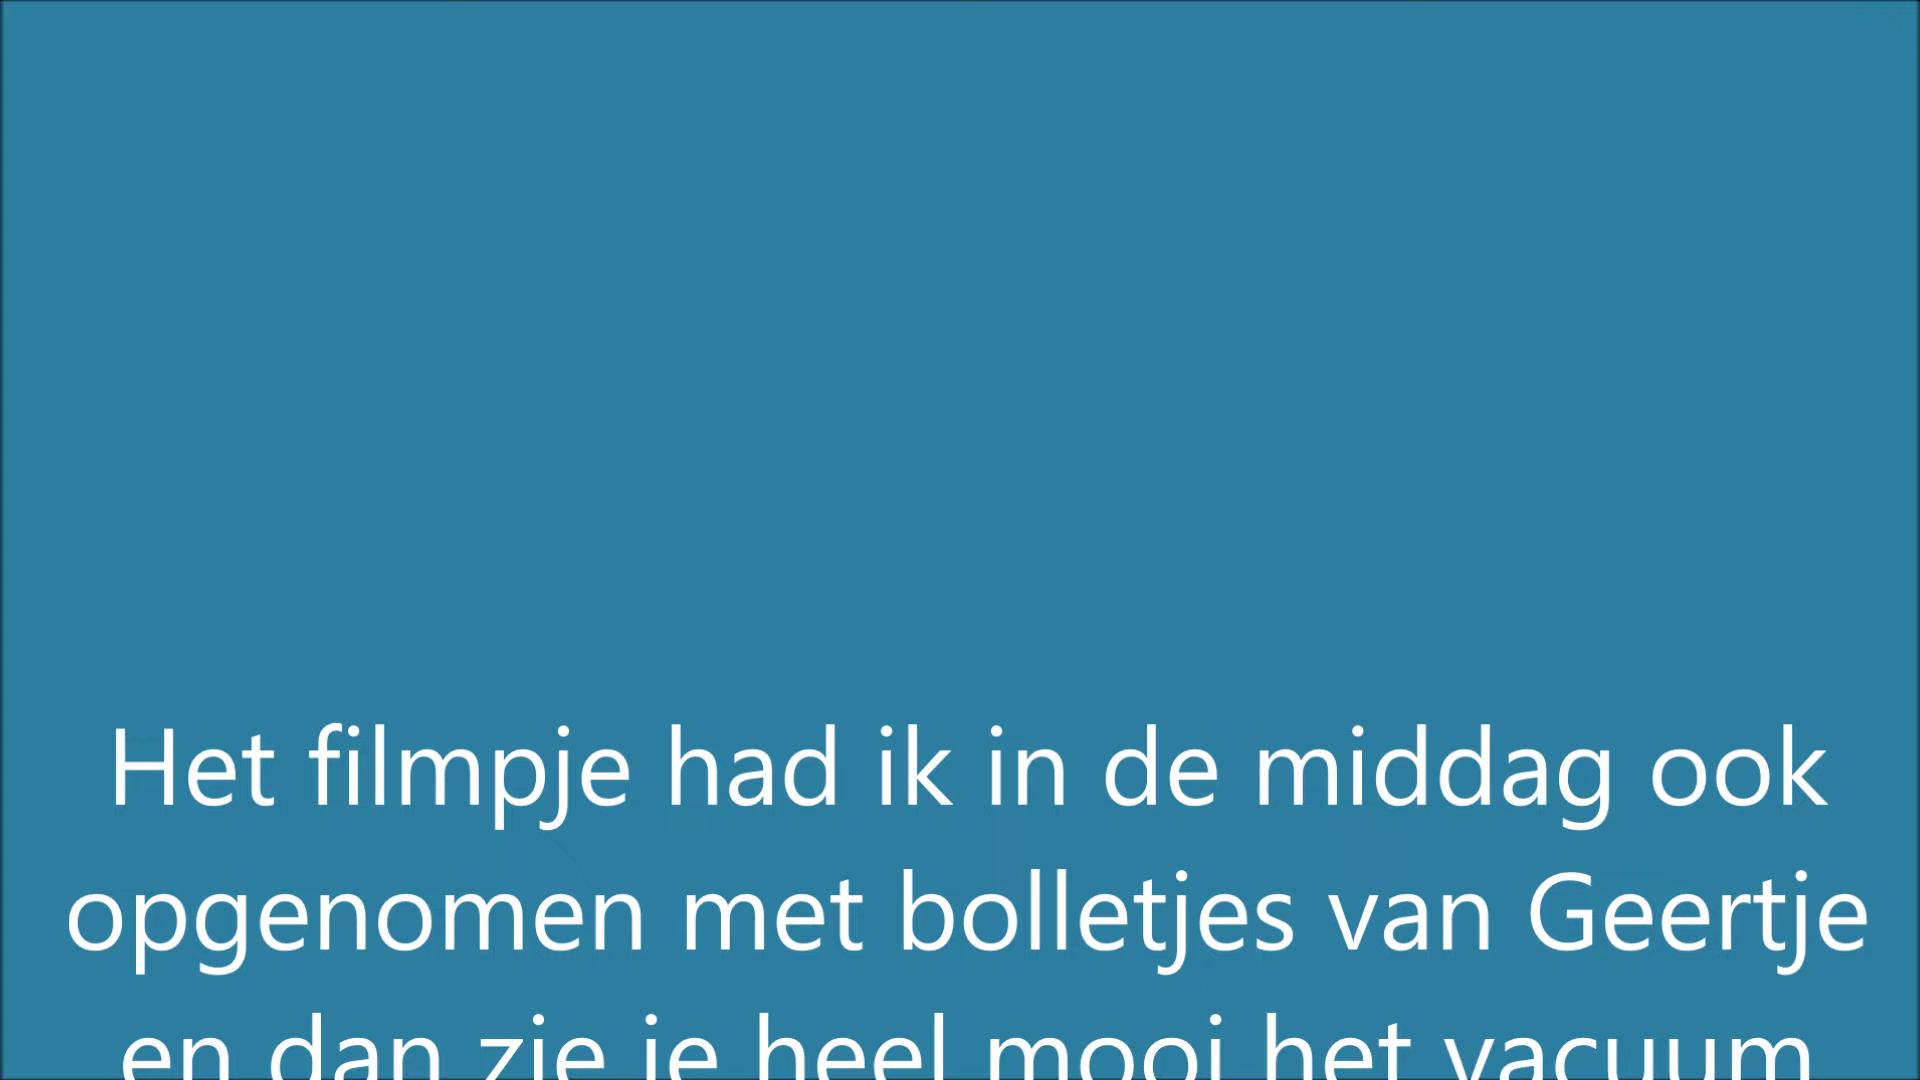 Het filmpje had ik in de middag ook
opgenomen met bolletjes van Geertje
en dan zie je heel mooi het vacuum